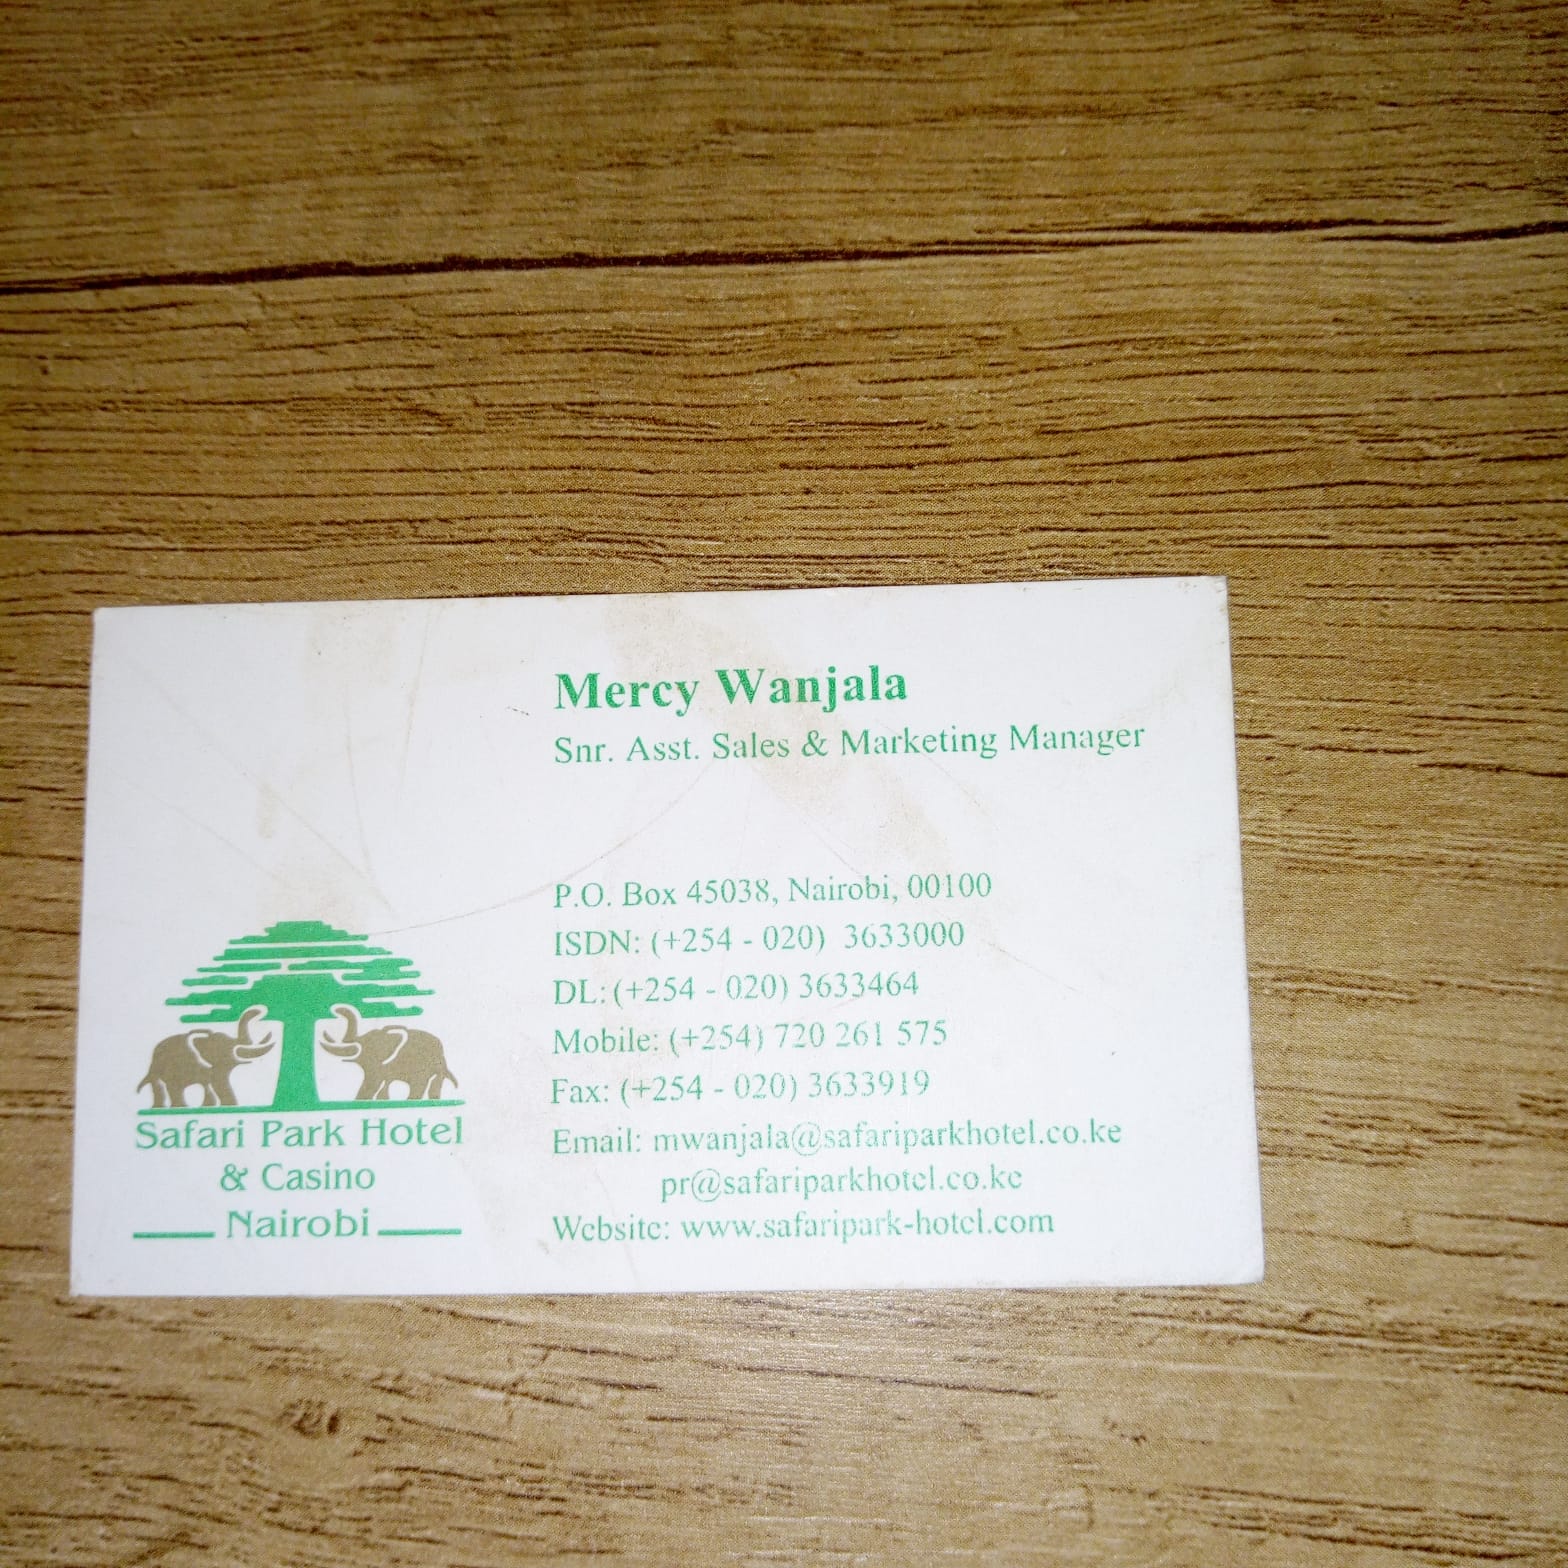 Mercy Wanjala
Snr. Asst. Sales & Marketing Manager
P.O. Box 45038, Nairobi, 00100
ISDN: (+254 - 020) 3633000
DL: (+254 - 020) 3633464
Mobile: (+254) 720 261 575
Fax: (+254 - 020) 3633919
Email: mwanjala@safariparkhotel.co.ke
pr@safariparkhotel.co.ke
Website: www.safaripark-hotel.com
Safari Park Hotel
& Casino
Nairobi